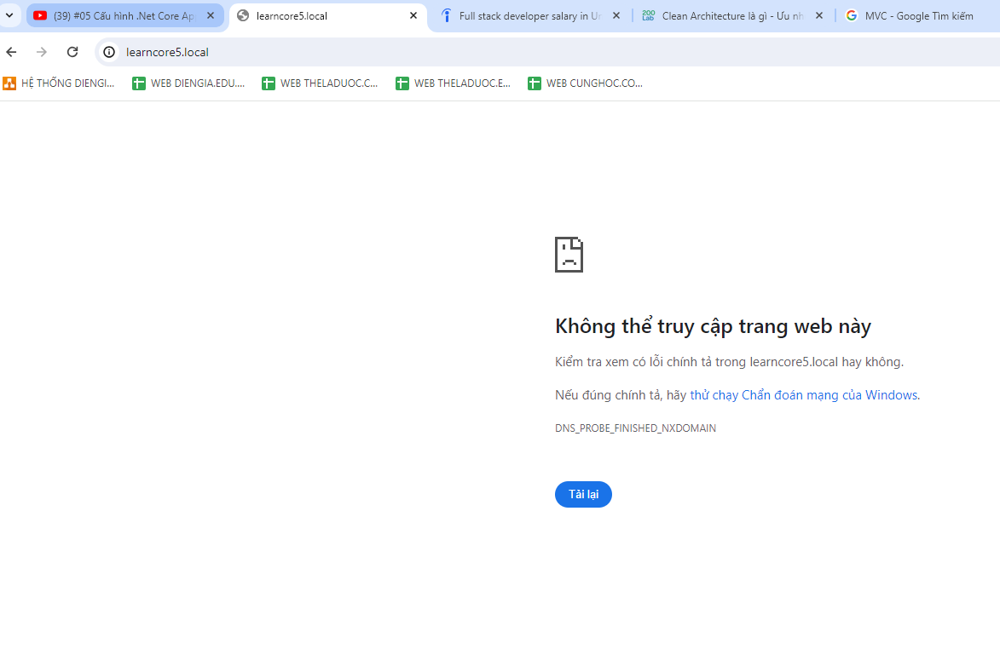 (39) #05 Cấu hình .Net Core Ap
learncore5.local
Full stack developer salary in Ur
200 Lab
Clean Architecture là gì - Ưu nh
MVC - Google Tìm kiếm
learncore5.local
HỆ THỐNG DIENGI...
WEB DIENGIA.EDU....
WEB THELADUOC.C...
WEB THELADUOC.E...
WEB CUNGHOC.CO...
Không thể truy cập trang web này
Kiểm tra xem có lỗi chính tả trong learncore5.local hay không.
Nếu đúng chính tả, hãy thử chạy Chẩn đoán mạng của Windows.
DNS_PROBE_FINISHED_NXDOMAIN
Tải lại